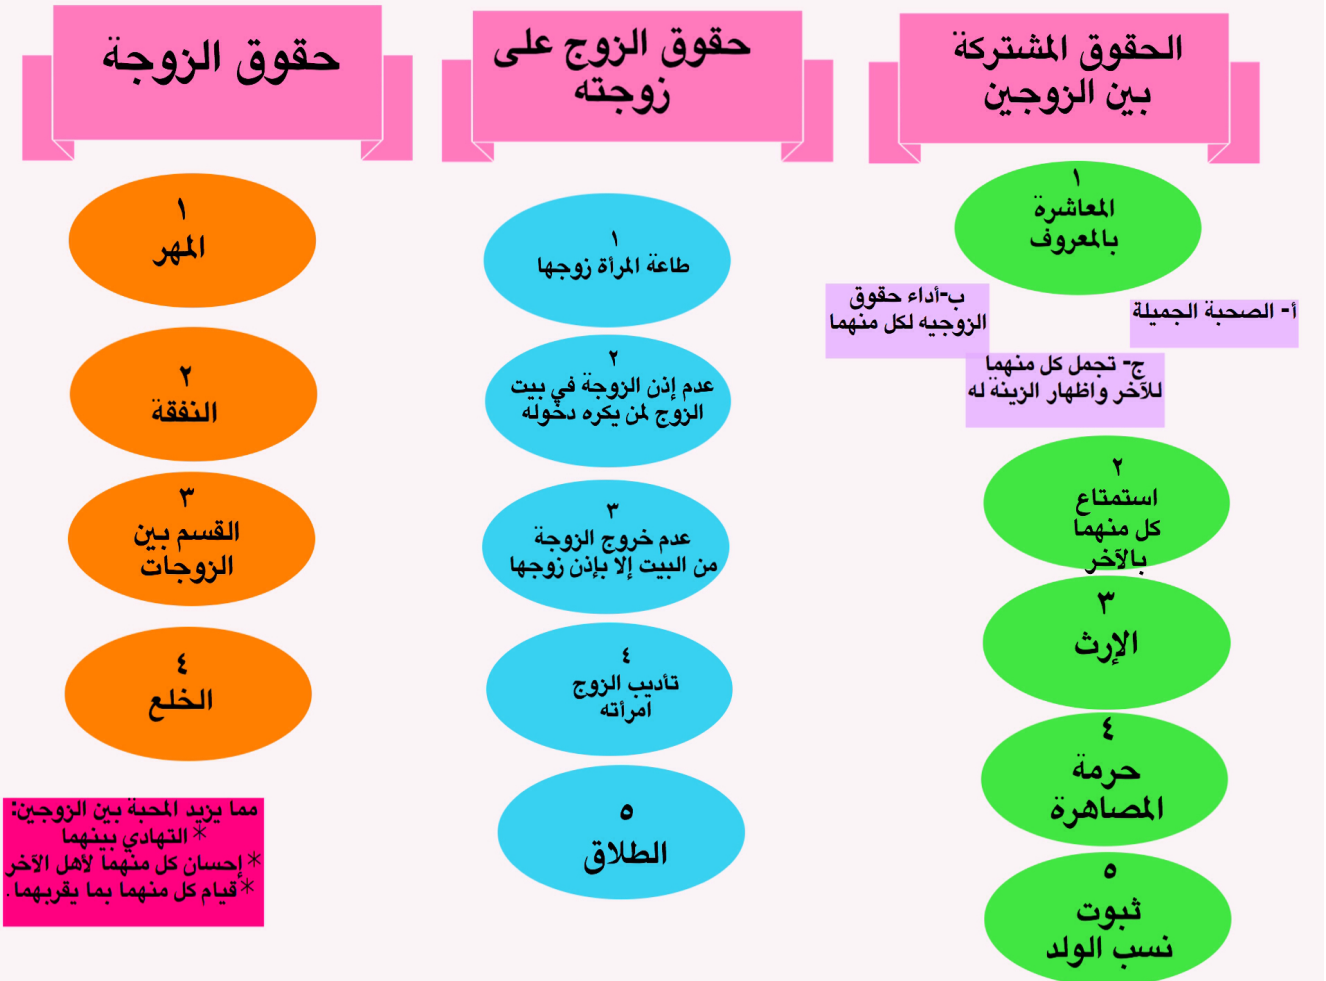 الحقوق المشتركة
بين الزوجين
١
المعاشرة
بالمعروف
أ- الصحبة الجميلة
ب-أداء حقوق
الزوجيه لكل منهما
ج- تجمل كل منهما
للآخر واظهار الزينة له
٢
استمتاع
كل منهما
بالآخر
٣
الإرث
٤
حرمة
المصاهرة
٥
ثبوت
نسب الولد
حقوق الزوج على
زوجته
١
طاعة المرأة زوجها
٢
عدم إذن الزوجة في بيت
الزوج لمن يكره دخوله
٣
عدم خروج الزوجة
من البيت إلا بإذن زوجها
٤
تأديب الزوج
امرأته
٥
الطلاق
حقوق الزوجة
١
المهر
٢
النفقة
٣
القسم بين
الزوجات
٤
الخلع
مما يزيد المحبة بين الزوجين:
*التهادي بينهما
*إحسان كل منهما لأهل الآخر
*قيام كل منهما بما يقربهما .